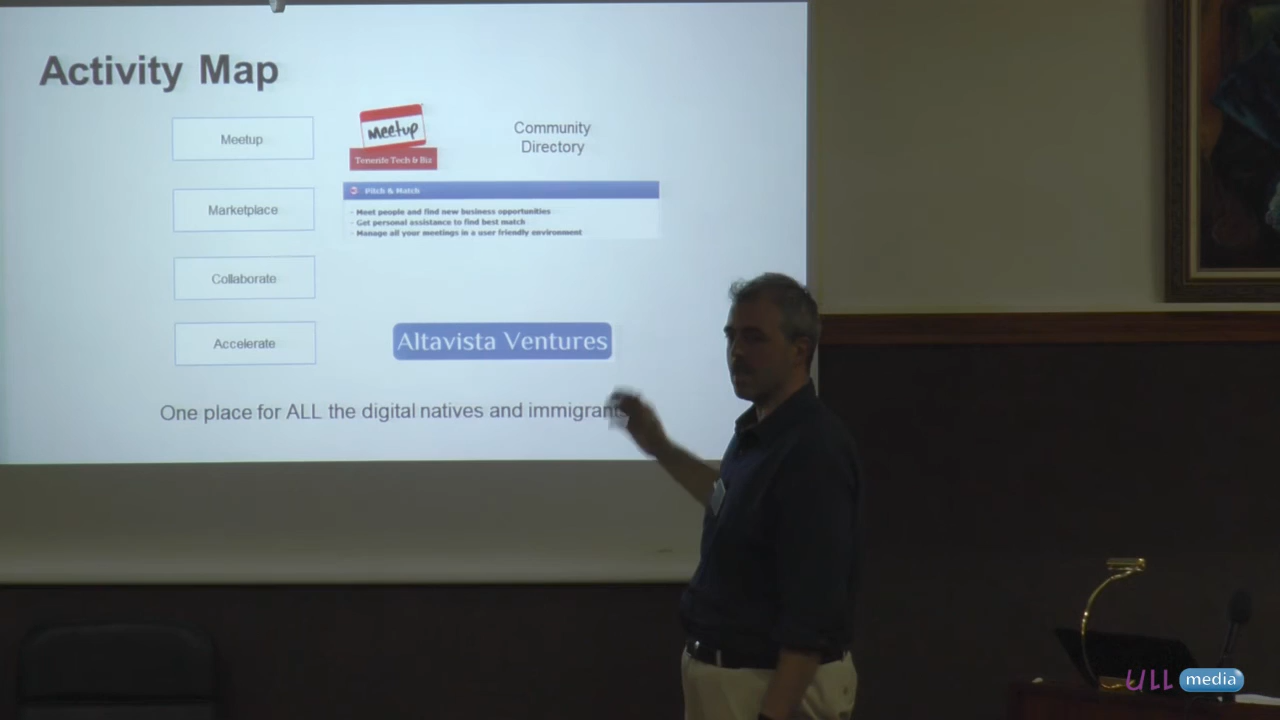 Activity Map
Meetup
meetup
Tenerife Tech & Biz
Community
Directory
Marketplace
Pitch & Match
- Meet people and find new business opportunities
- Get personal assistance to find best match
- Manage all your meetings in a user friendly environment
Collaborate
Accelerate
Altavista Ventures
One place for ALL the digital natives and immigrants
ULL media